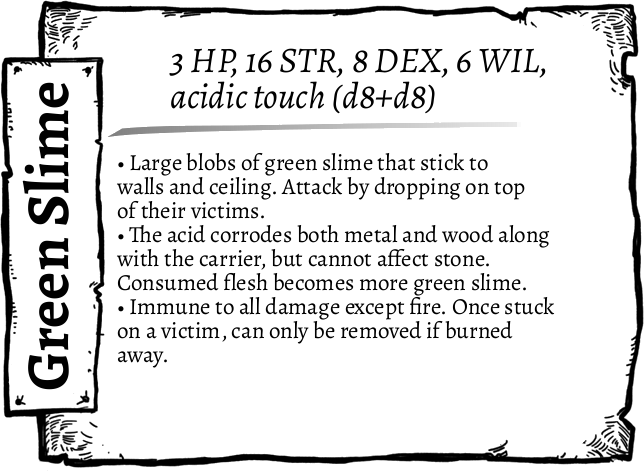 Green Slime
3 HP, 16 STR, 8 DEX, 6 WIL,
acidic touch (d8+d8)
• Large blobs of green slime that stick to
walls and ceiling. Attack by dropping on top
of their victims.
• The acid corrodes both metal and wood along
with the carrier, but cannot affect stone.
Consumed flesh becomes more green slime.
• Immune to all damage except fire. Once stuck
on a victim, can only be removed if burned
away.